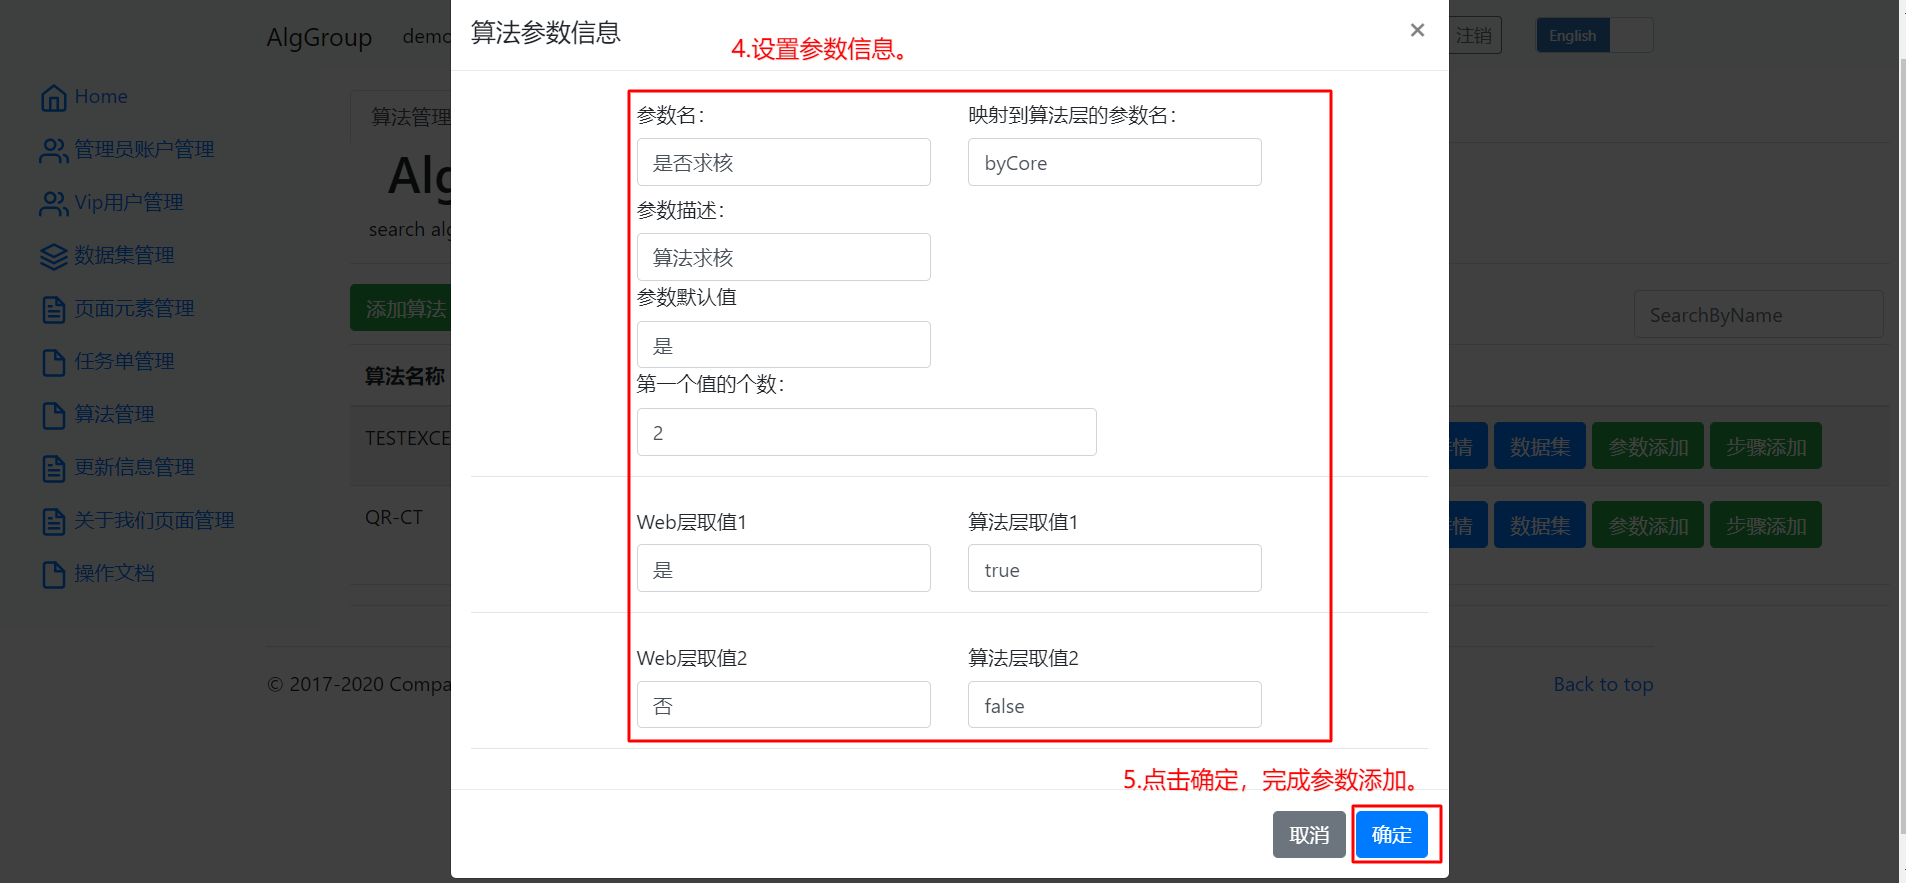 算法参数信息
×
4.设置参数信息。
AlgGroup
demo
注销
English
Home
管理员账户管理
Vip用户管理
数据集管理
页面元素管理
任务单管理
算法管理
更新信息管理
关于我们页面管理
操作文档
算法管理
Alg
search alg
添加算法
SearchByName
算法名称
TESTEXCE
情
数据集
参数添加
步骤添加
QR-CT
情
数据集
参数添加
步骤添加
参数名：
映射到算法层的参数名：
是否求核
byCore
参数描述：
算法求核
参数默认值
是
第一个值的个数：
2
Web层取值1
算法层取值1
是
true
Web层取值2
算法层取值2
否
false
© 2017-2020 Compa
Back to top
5.点击确定，完成参数添加。
取消
确定